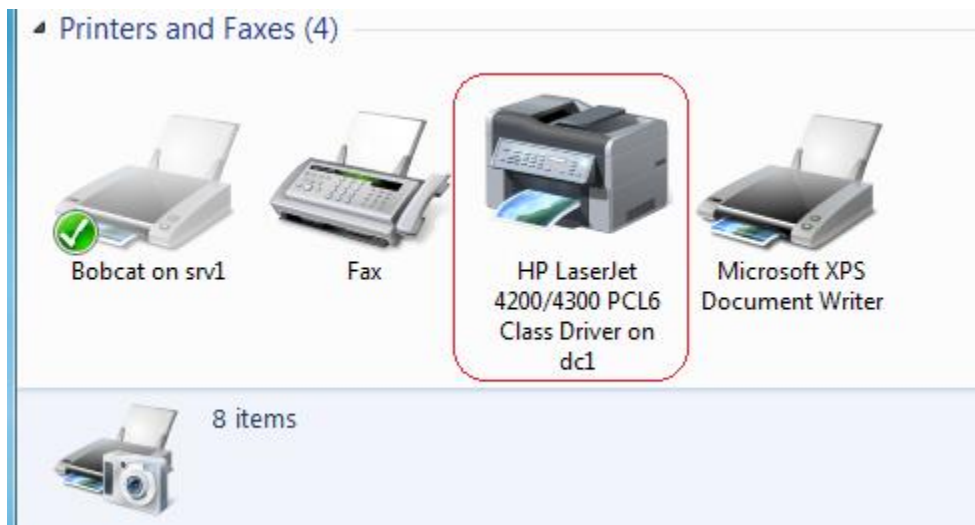 Printers and Faxes (4)
Bobcat on srv1
Fax
HP LaserJet
4200/4300 PCL6
Class Driver on
dc1
Microsoft XPS
Document Writer
8 items